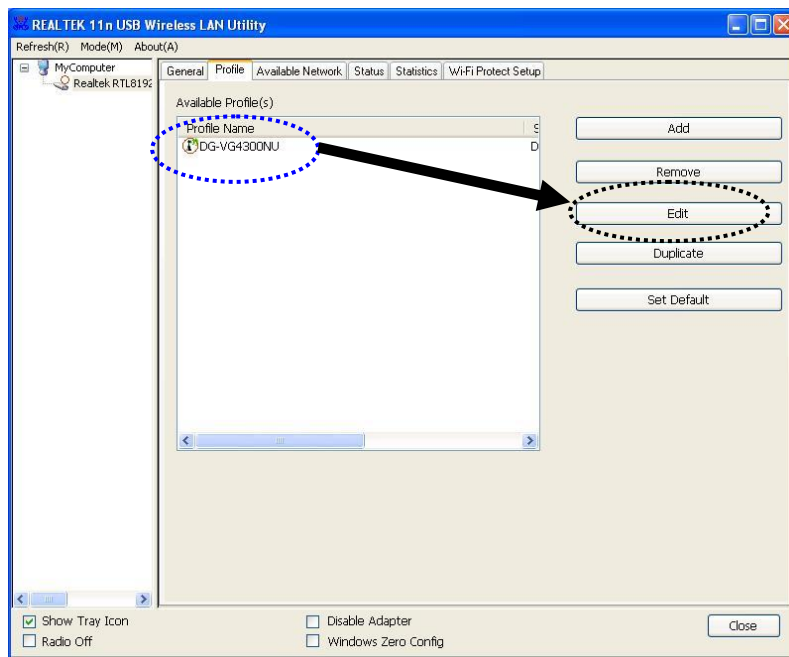 REALTEK 11n USB Wireless LAN Utility
Refresh(R) Mode(M) About(A)
MyComputer
Realtek RTL8192
General Profile Available Network Status Statistics Wi-Fi Protect Setup
Available Profile(s)
Profile Name S
DG-VG4300NU D
Add
Remove
Edit
Duplicate
Set Default
Show Tray Icon
Radio Off
Disable Adapter
Windows Zero Config
Close